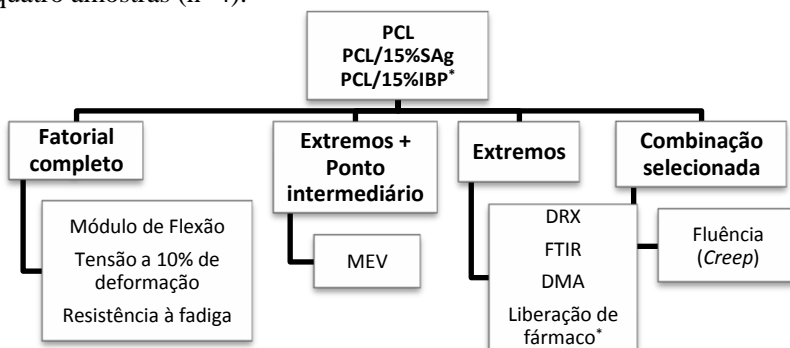 quatro amostras (n=4).
PCL
PCL/15%SAg
PCL/15%IBP*
Fatorial
completo
Extremos +
Ponto
intermediário
Extremos
Combinação
selecionada
Módulo de Flexão
Tensão a 10% de
deformação
Resistência à fadiga
MEV
DRX
FTIR
DMA
Liberação de
fármaco*
Fluência
(Creep)